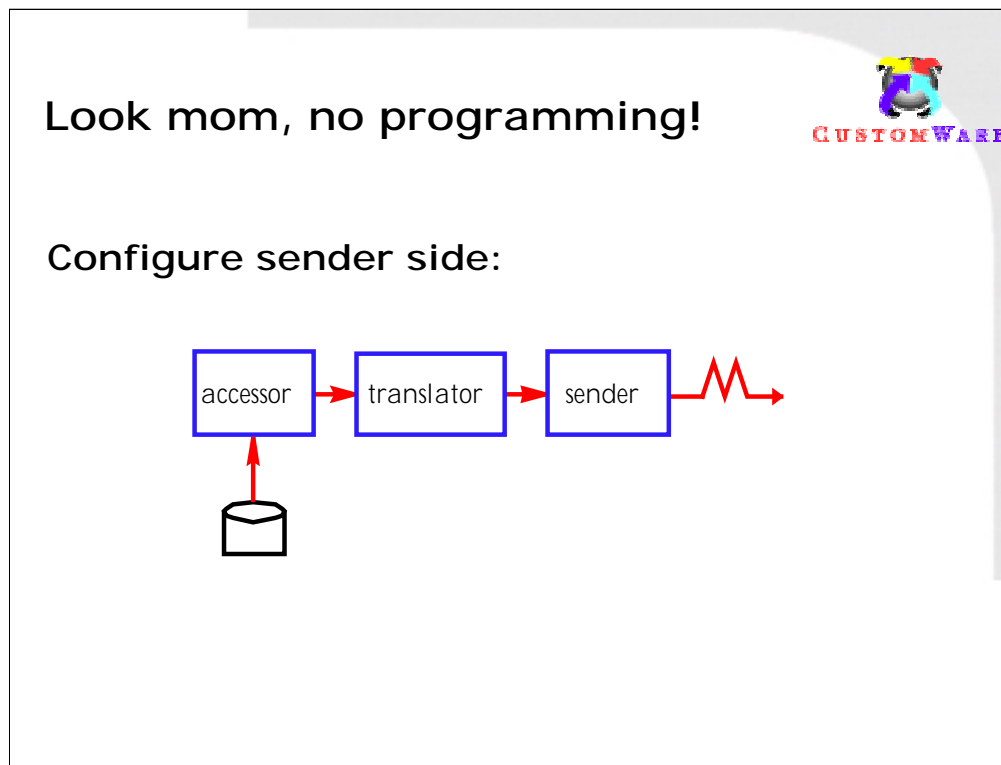 Look mom, no programming!
CUSTOMWARE
Configure sender side:
accessor
translator
sender